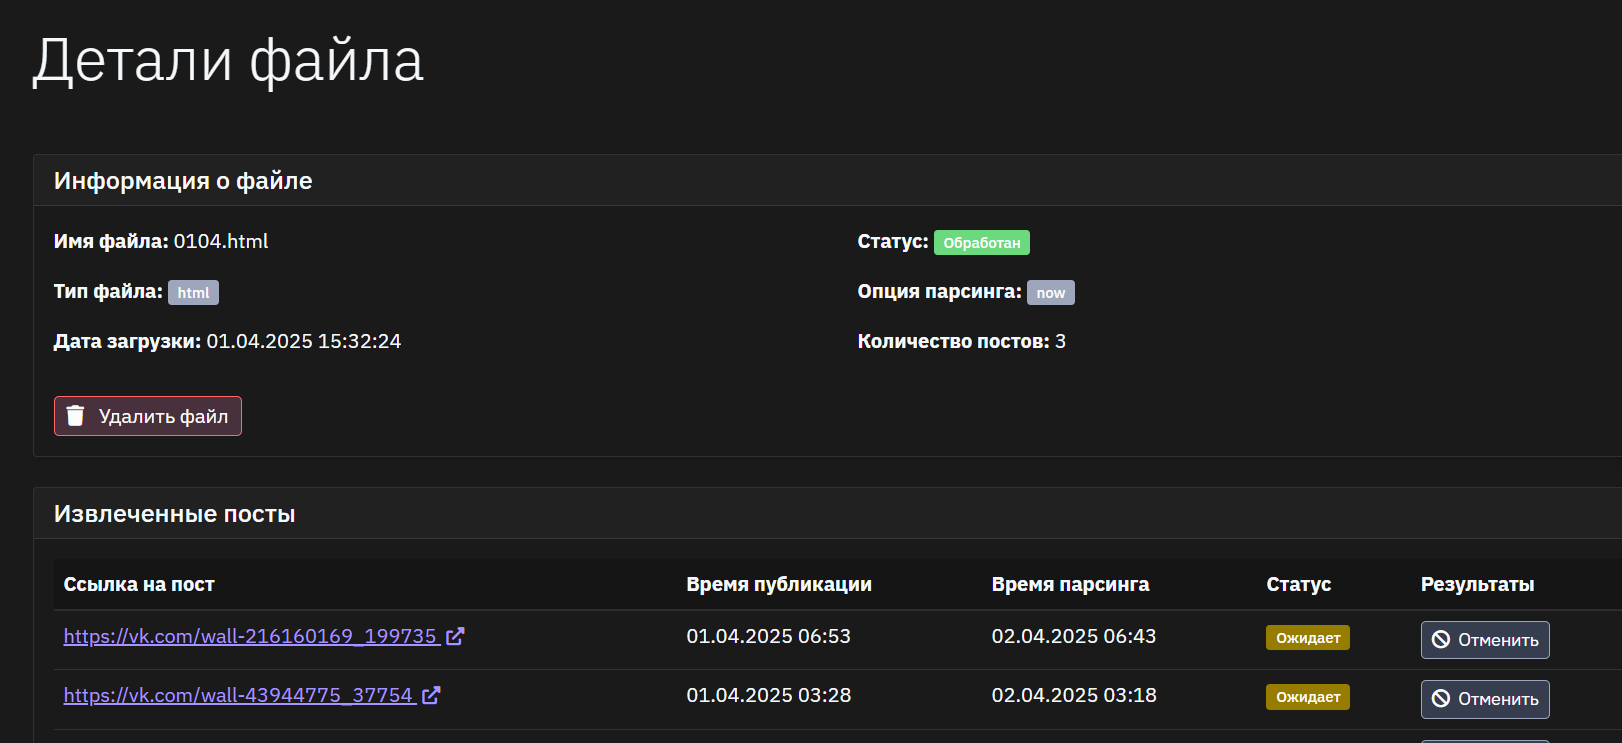 Детали файла
Информация о файле
Имя файла: 0104.html
Статус: Обработан
Тип файла: html
Опция парсинга: now
Дата загрузки: 01.04.2025 15:32:24
Количество постов: 3
Удалить файл
Извлеченные посты
Ссылка на пост Время публикации Время парсинга Статус Результаты
https://vk.com/wall-216160169_199735 01.04.2025 06:53 02.04.2025 06:43 Ожидает Отменить
https://vk.com/wall-43944775_37754 01.04.2025 03:28 02.04.2025 03:18 Ожидает Отменить